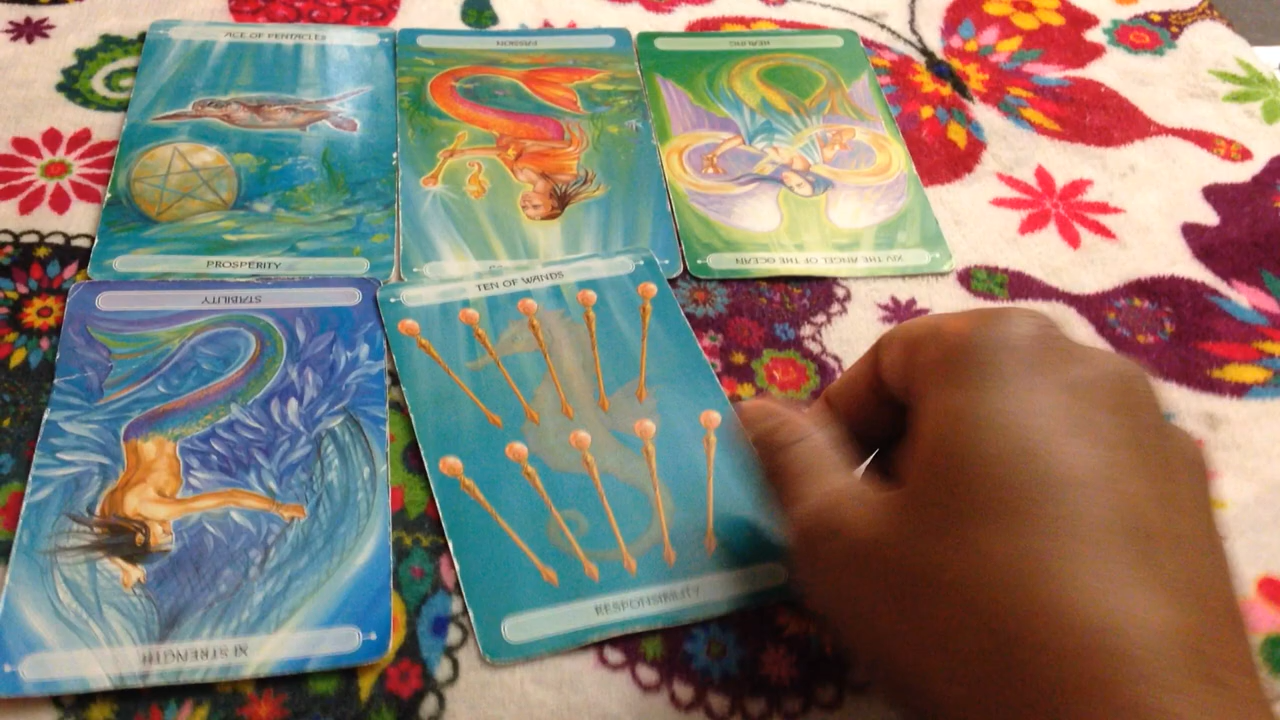 ACE OF PENTACLES
PROSPERITY
PASSION
HEALING
XIV THE ANGEL OF THE OCEAN
STABILITY
XI STRENGTH
TEN OF WANDS
RESPONSIBILITY